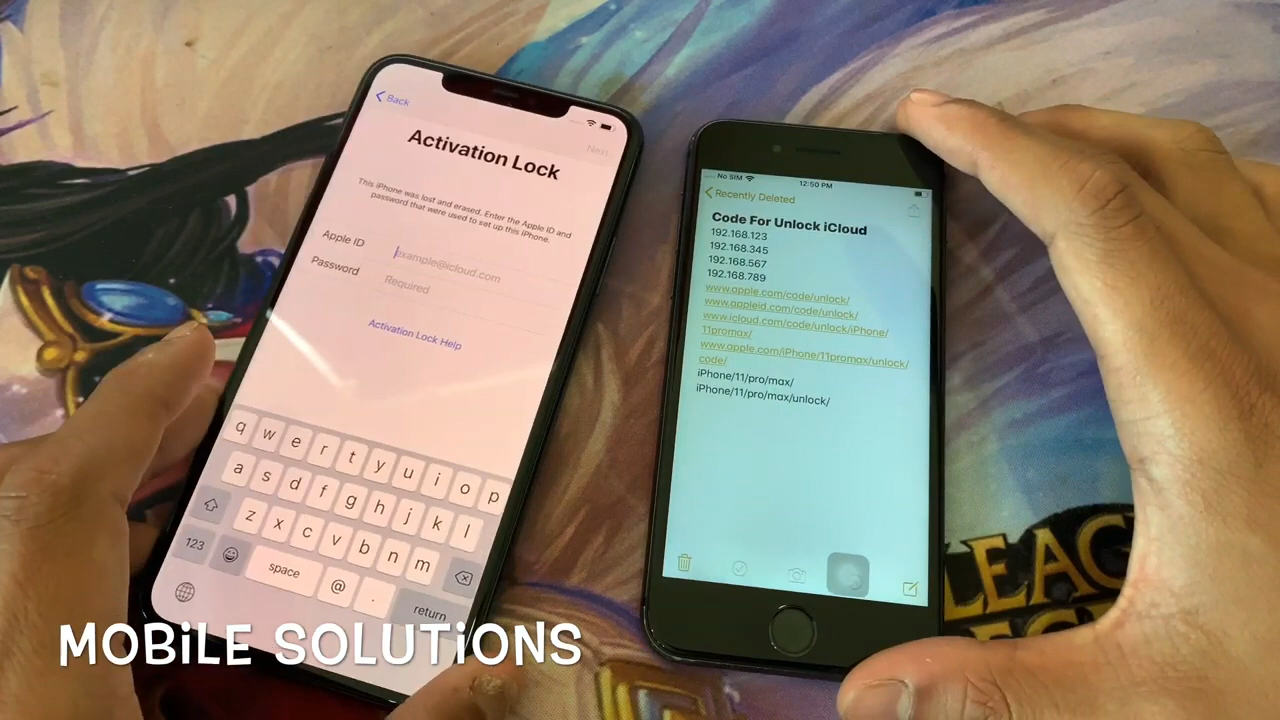 Back
Next
Activation Lock
This iPhone was lost and erased. Enter the Apple ID and
password that were used to set up this iPhone.
Apple ID
example@icloud.com
Password
Required
Activation Lock Help
q w e r t y u i o p
a s d f g h j k l
z x c v b n m
123
space
@
.
return
No SIM
12:50 PM
Recently Deleted
Code For Unlock iCloud
192.168.123
192.168.345
192.168.567
192.168.789
www.apple.com/code/unlock/
www.appleid.com/code/unlock/
www.icloud.com/code/unlock/iPhone/
11promax/
www.apple.com/iPhone/11promax/unlock/
code/
iPhone/11/pro/max/
iPhone/11/pro/max/unlock/
MOBiLE SOLUTiONS